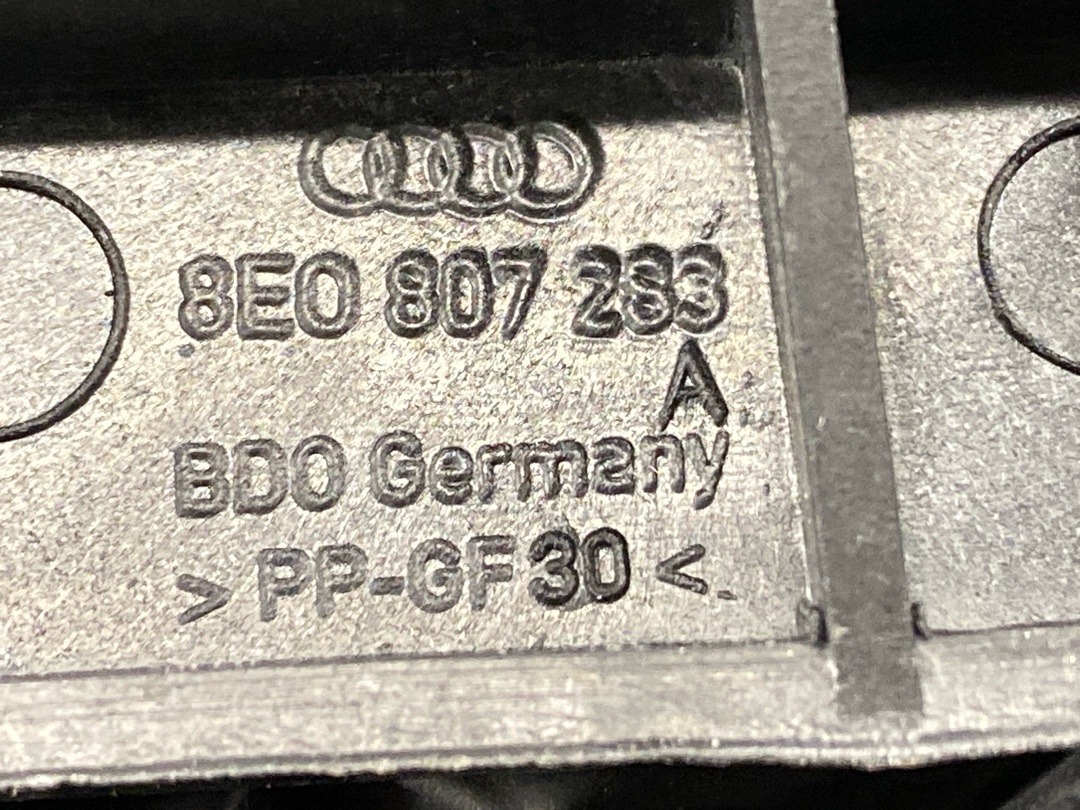 8E0 807 283
A
BDO Germany
>PP-GF30<